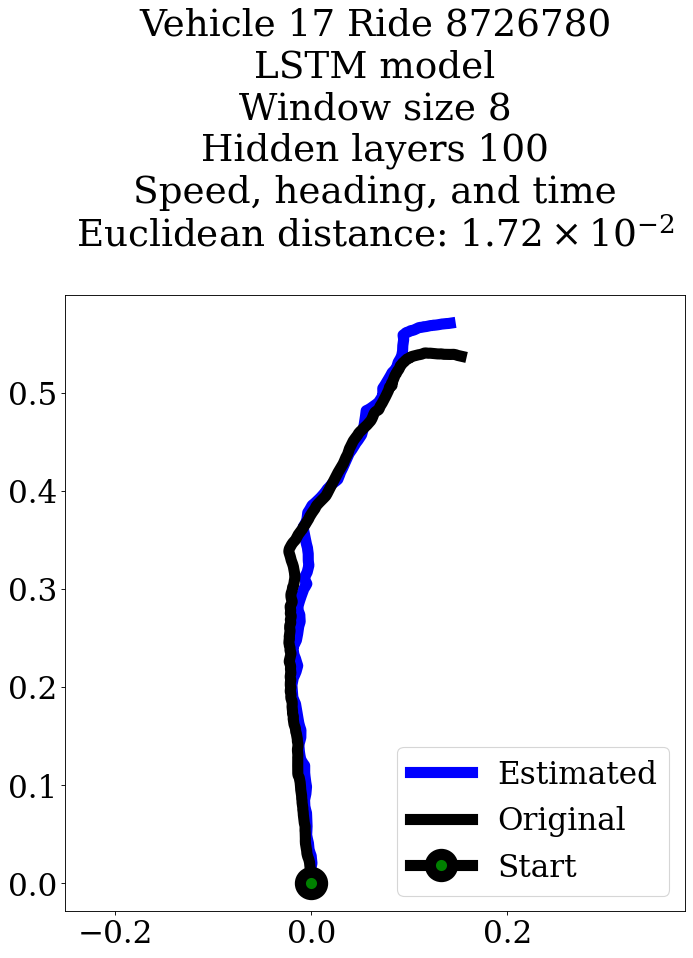 Vehicle 17 Ride 8726780
LSTM model
Window size 8
Hidden layers 100
Speed, heading, and time
Euclidean distance: 1.72 × 10⁻²
0.5
0.4
0.3
0.2
0.1
0.0
−0.2
0.0
0.2
Estimated
Original
Start